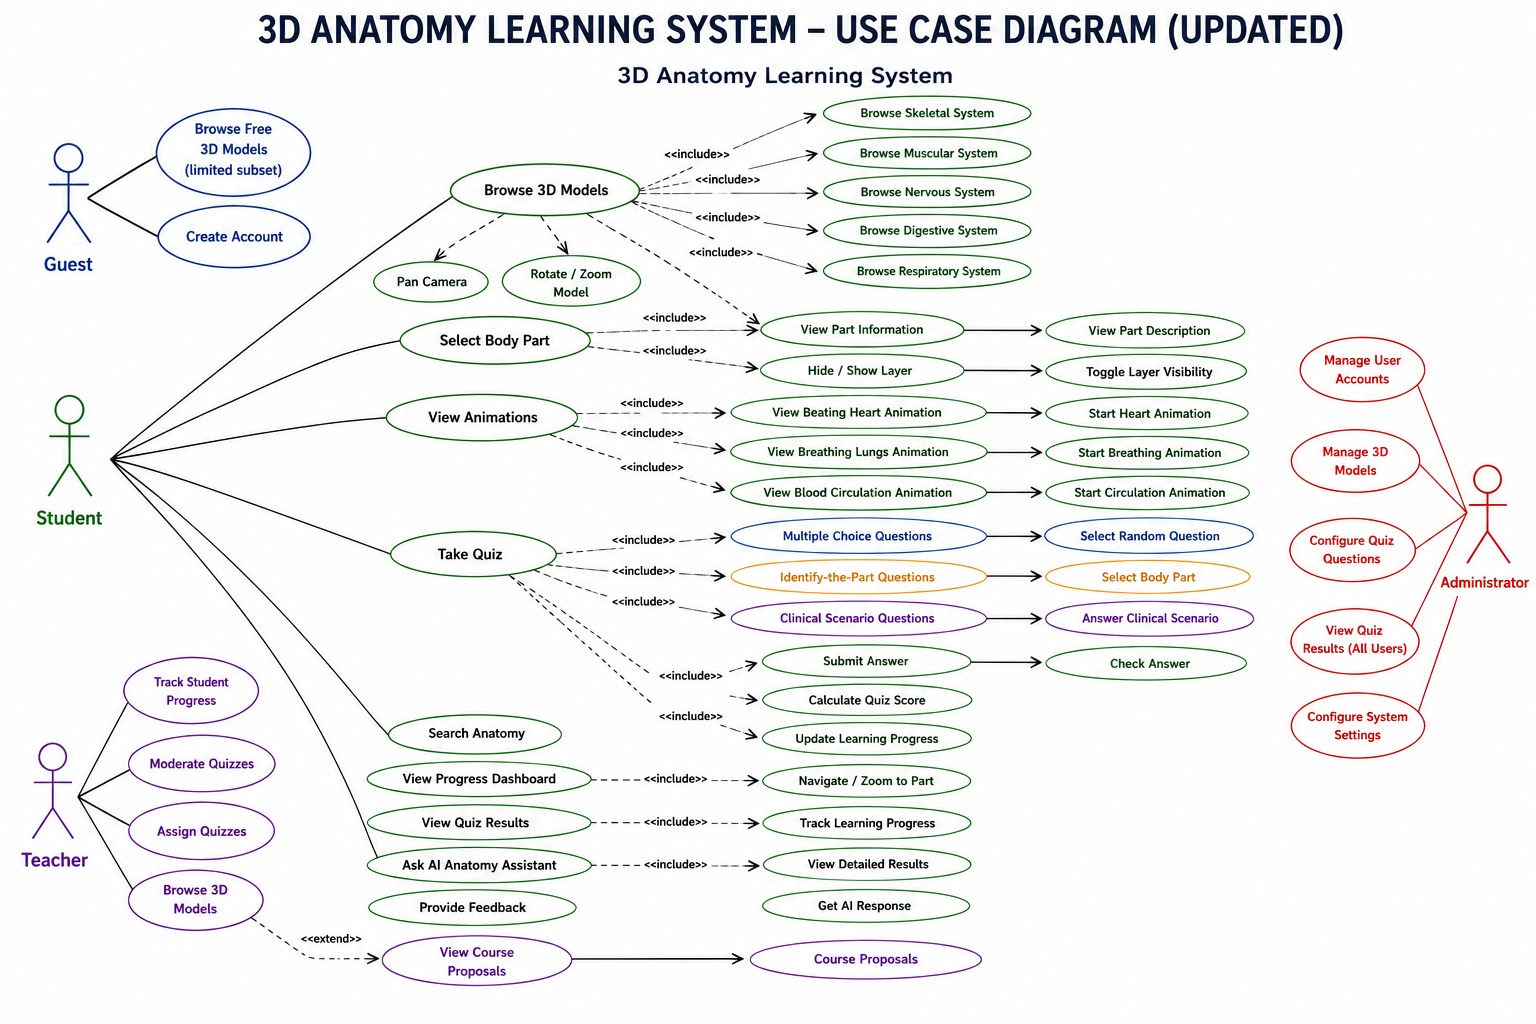 3D ANATOMY LEARNING SYSTEM – USE CASE DIAGRAM (UPDATED)
3D Anatomy Learning System
Browse Free
3D Models
(limited subset)
Create Account
Guest
Browse 3D Models
<<include>>
<<include>>
<<include>>
<<include>>
Browse Skeletal System
Browse Muscular System
Browse Nervous System
Browse Digestive System
Browse Respiratory System
Pan Camera
Rotate / Zoom
Model
Select Body Part
<<include>>
<<include>>
View Part Information
View Part Description
Hide / Show Layer
Toggle Layer Visibility
View Animations
<<include>>
<<include>>
<<include>>
View Beating Heart Animation
Start Heart Animation
View Breathing Lungs Animation
Start Breathing Animation
View Blood Circulation Animation
Start Circulation Animation
Student
Take Quiz
<<include>>
<<include>>
<<include>>
Multiple Choice Questions
Select Random Question
Identify-the-Part Questions
Select Body Part
Clinical Scenario Questions
Answer Clinical Scenario
<<include>>
<<include>>
Submit Answer
Check Answer
Calculate Quiz Score
Update Learning Progress
Search Anatomy
View Progress Dashboard
<<include>>
Navigate / Zoom to Part
View Quiz Results
<<include>>
Track Learning Progress
Ask AI Anatomy Assistant
<<include>>
View Detailed Results
Provide Feedback
Get AI Response
Track Student
Progress
Moderate Quizzes
Assign Quizzes
Teacher
Browse 3D
Models
<<extend>>
View Course
Proposals
Course Proposals
Manage User
Accounts
Manage 3D
Models
Configure Quiz
Questions
Administrator
View Quiz
Results (All Users)
Configure System
Settings